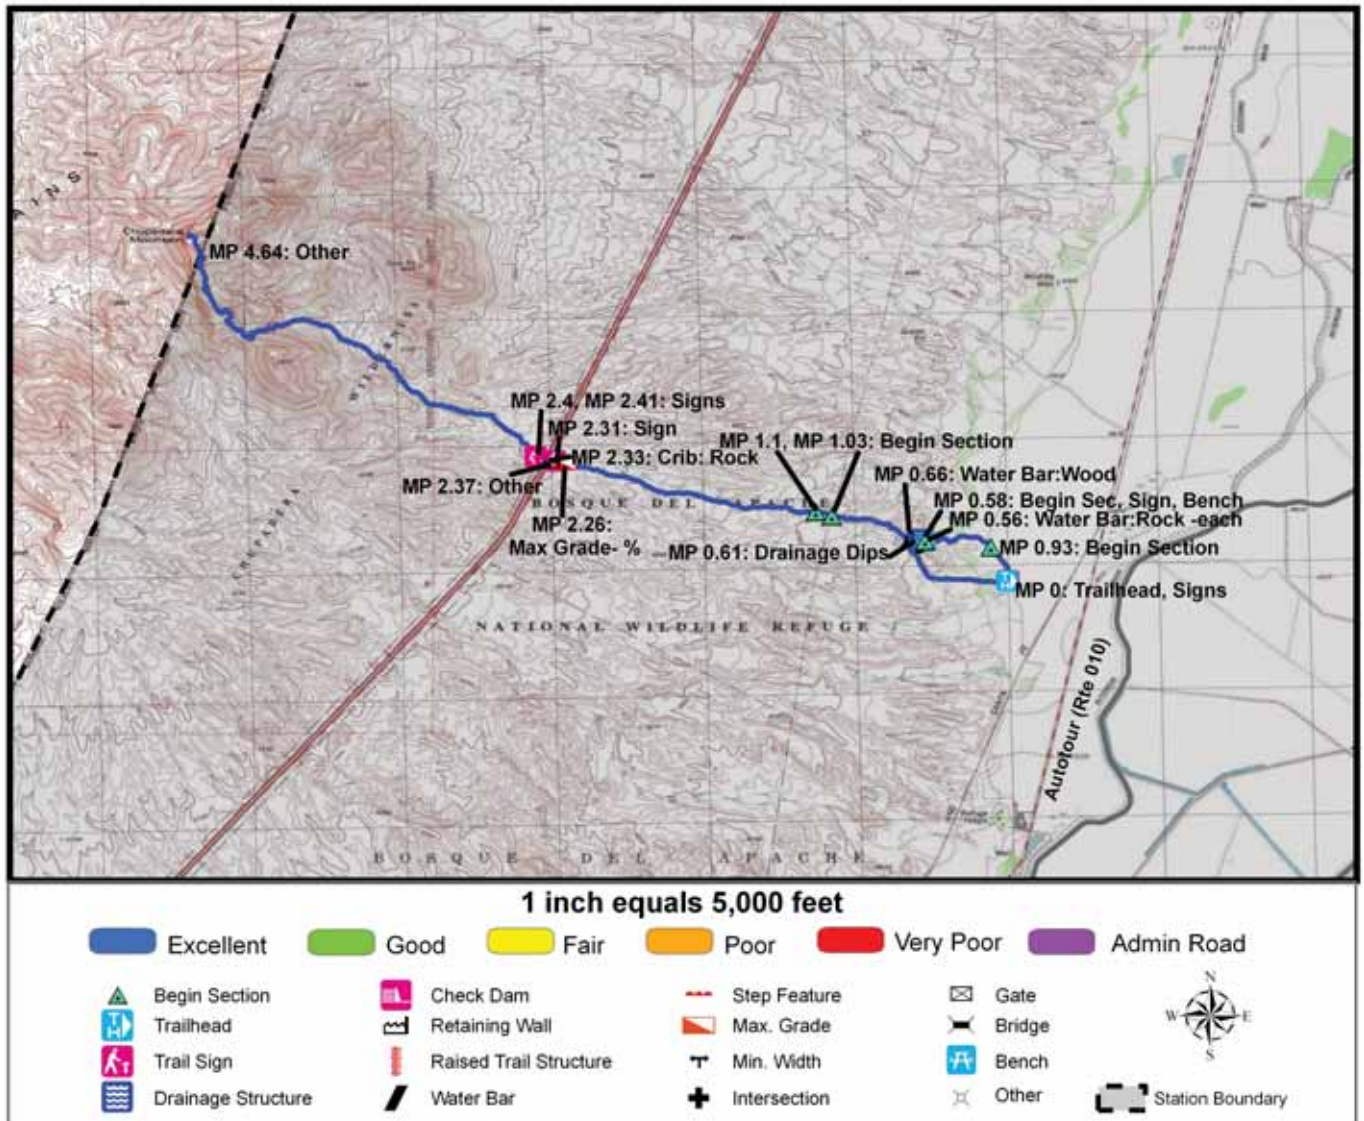 AINS
Chupadera
Mountain
MP 4.64: Other
WILDERNESS
MP 2.4, MP 2.41: Signs
MP 2.31: Sign
MP 1.1, MP 1.03: Begin Section
MP 2.33: Crib: Rock
MP 0.66: Water Bar:Wood
MP 2.37: Other
BOSQUE DEL APACHE
MP 0.58: Begin Sec, Sign, Bench
MP 0.56: Water Bar:Rock -each
MP 2.26:
Max Grade- %
MP 0.61: Drainage Dips
MP 0.93: Begin Section
CHUPADERA
MP 0: Trailhead, Signs
NATIONAL WILDLIFE REFUGE
Autotour (Rte 010)
BOSQUE DEL APACHE
1 inch equals 5,000 feet
Excellent Good Fair Poor Very Poor Admin Road
Begin Section Check Dam Step Feature Gate
Trailhead Retaining Wall Max. Grade Bridge
Trail Sign Raised Trail Structure Min. Width Bench
Drainage Structure Water Bar Intersection Other Station Boundary
N
W E
S